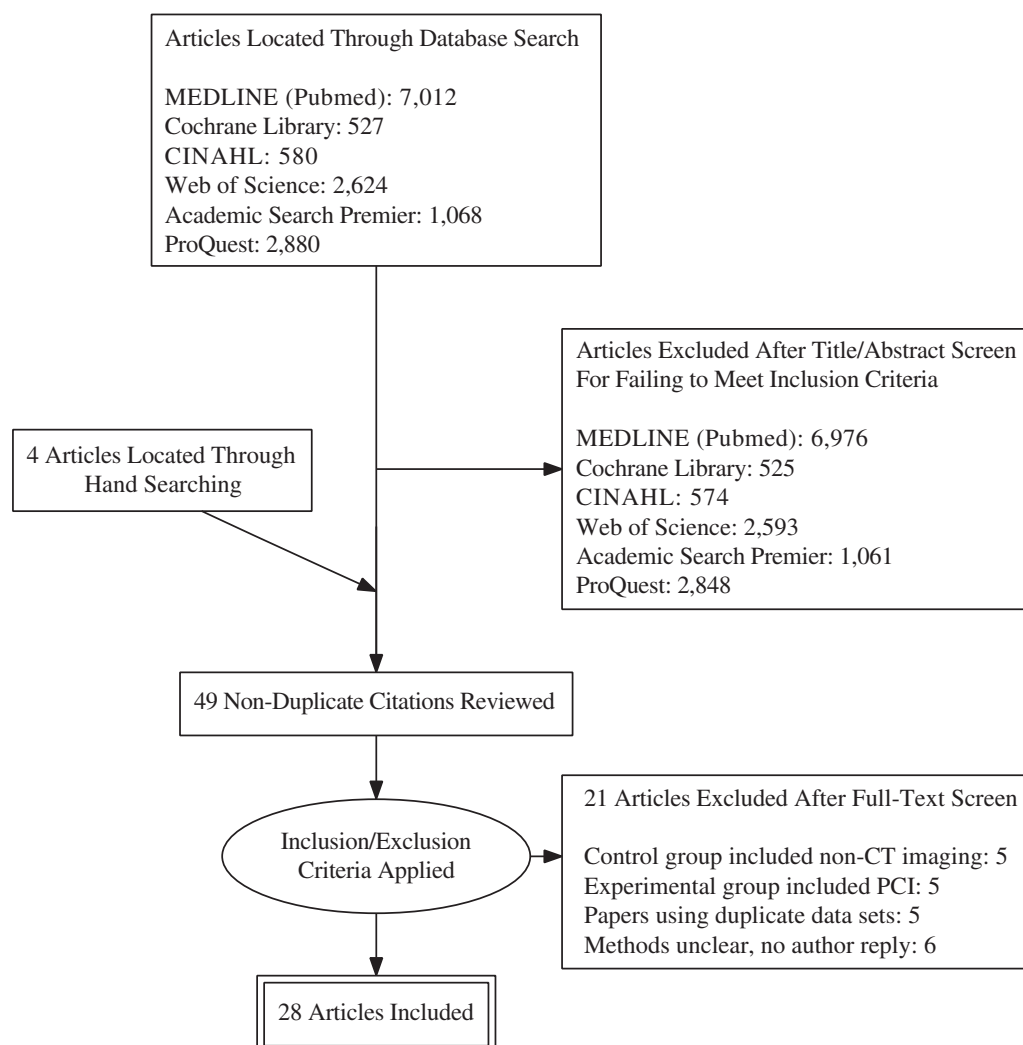 Articles Located Through Database Search
MEDLINE (Pubmed): 7,012
Cochrane Library: 527
CINAHL: 580
Web of Science: 2,624
Academic Search Premier: 1,068
ProQuest: 2,880
Articles Excluded After Title/Abstract Screen
For Failing to Meet Inclusion Criteria
MEDLINE (Pubmed): 6,976
Cochrane Library: 525
CINAHL: 574
Web of Science: 2,593
Academic Search Premier: 1,061
ProQuest: 2,848
4 Articles Located Through
Hand Searching
49 Non-Duplicate Citations Reviewed
Inclusion/Exclusion
Criteria Applied
21 Articles Excluded After Full-Text Screen
Control group included non-CT imaging: 5
Experimental group included PCI: 5
Papers using duplicate data sets: 5
Methods unclear, no author reply: 6
28 Articles Included